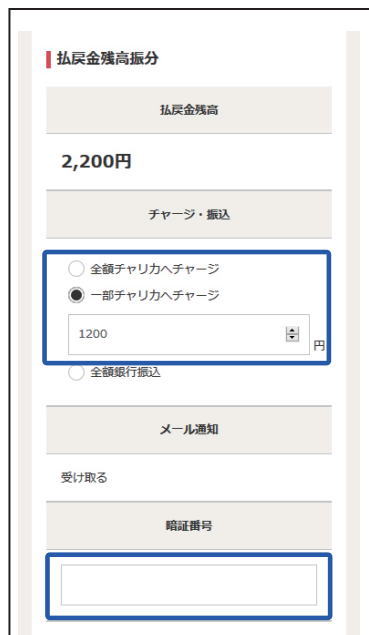 払戻金残高振分
払戻金残高
2,200円
チャージ・振込
全額チャリカへチャージ
一部チャリカへチャージ
1200
円
全額銀行振込
メール通知
受け取る
暗証番号